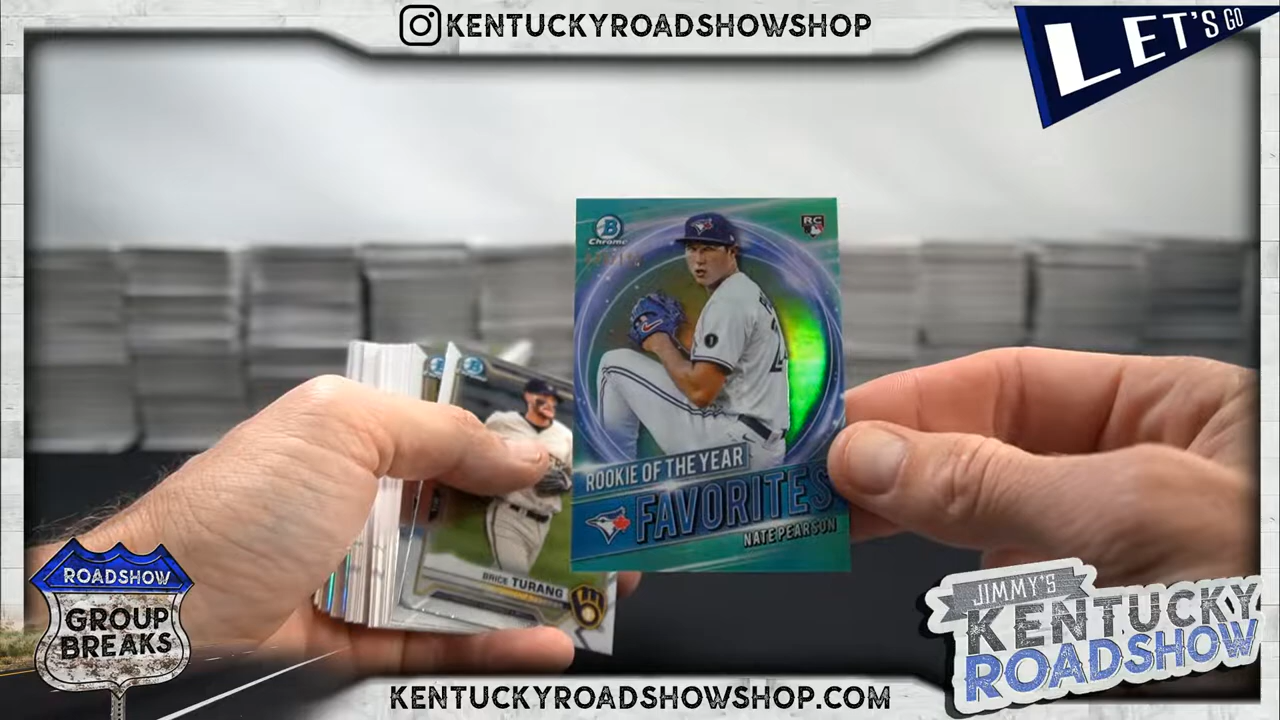 KENTUCKYROADSHOWSHOP
LET'S GO
B
Chrome
RC
ROOKIE OF THE YEAR
FAVORITES
NATE PEARSON
BRICE TURANG
ROADSHOW
GROUP
BREAKS
JIMMY'S
KENTUCKY
ROADSHOW
KENTUCKYROADSHOWSHOP.COM